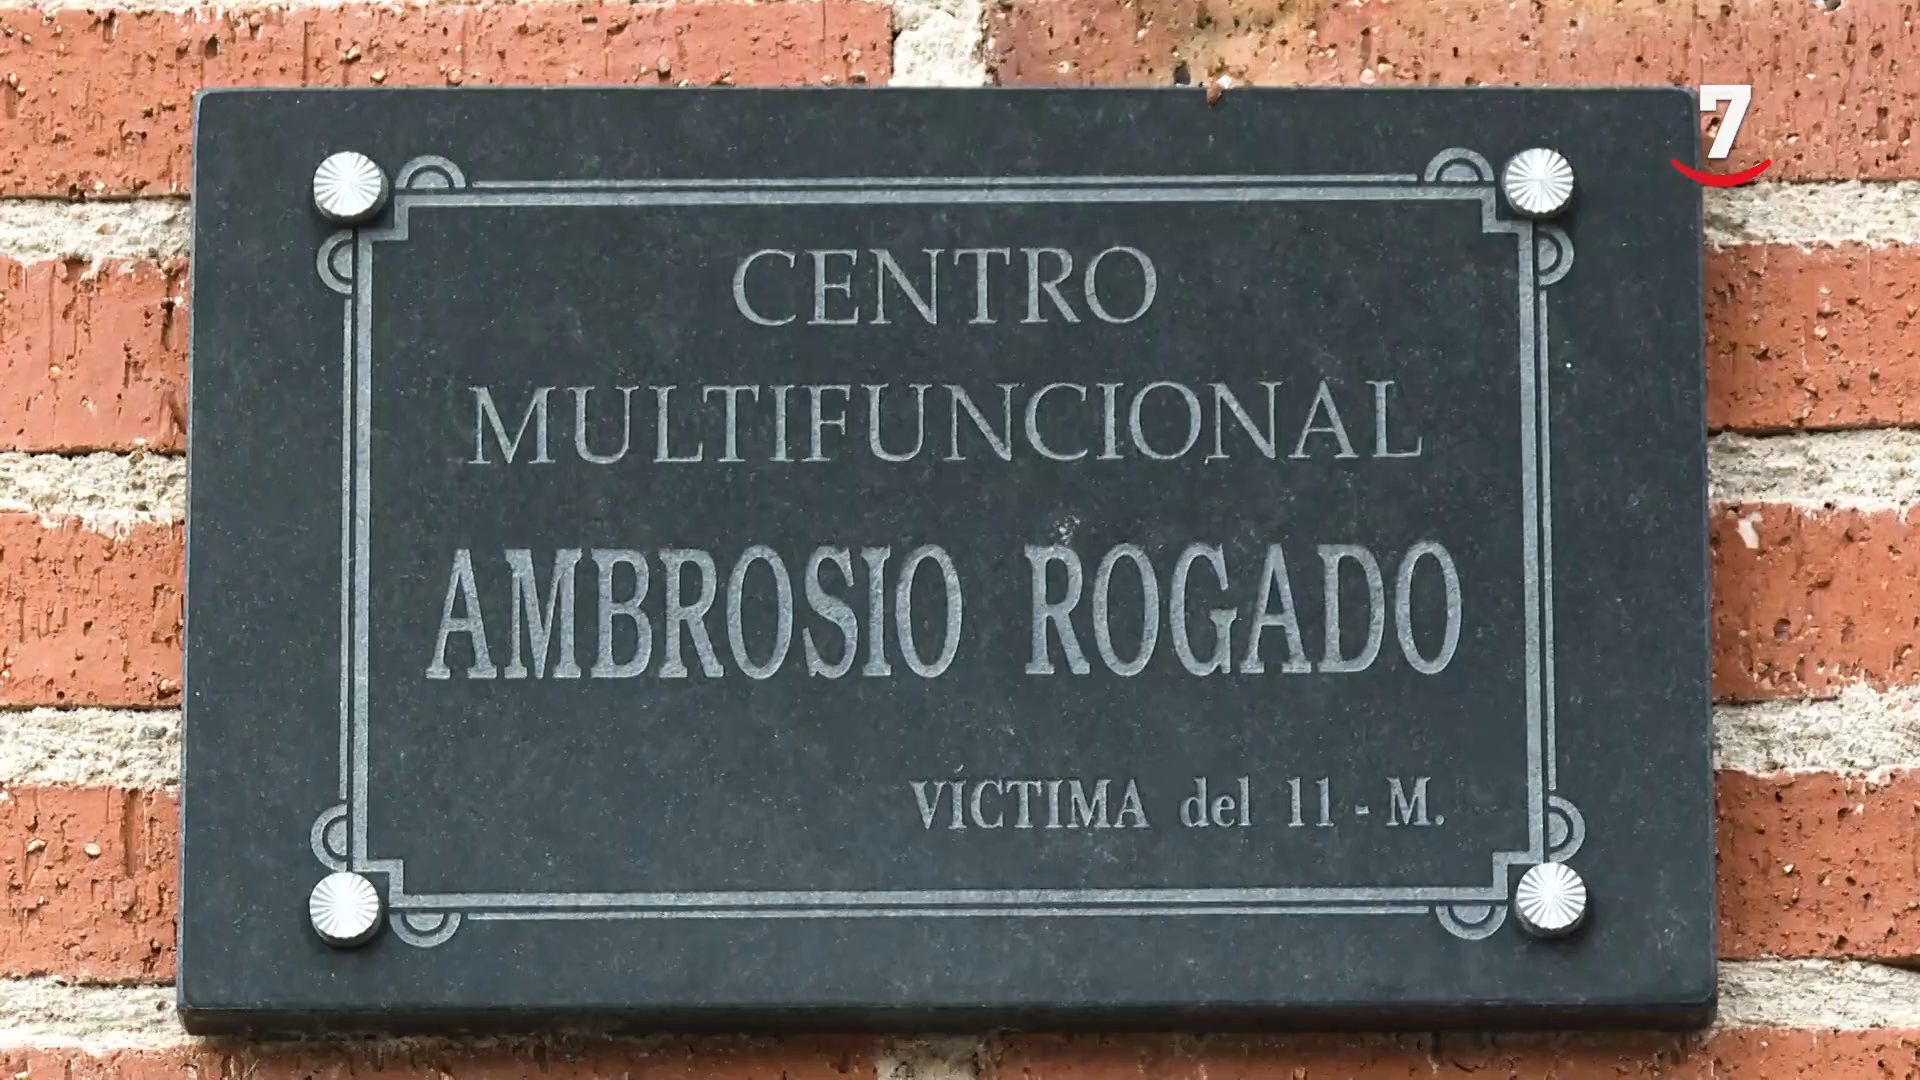 7
CENTRO
MULTIFUNCIONAL
AMBROSIO ROGADO
VÍCTIMA del 11 - M.